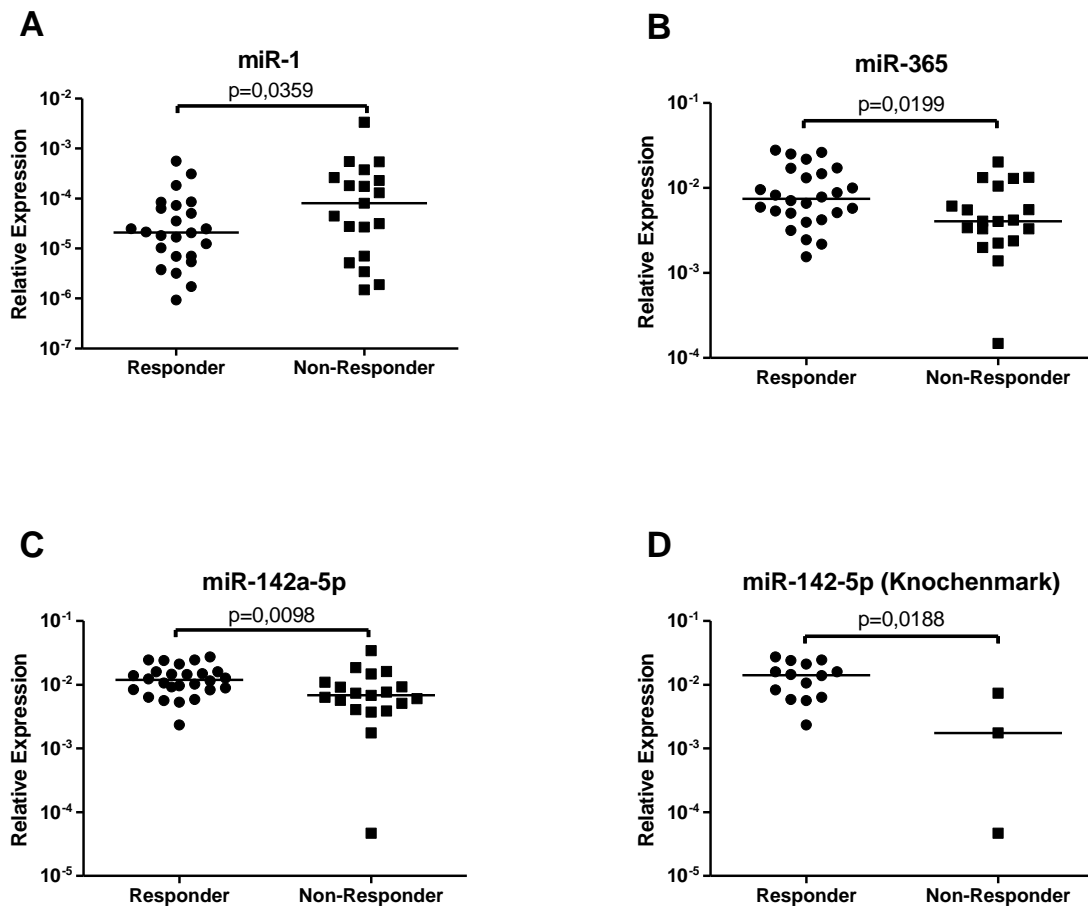 A
miR-1
p=0,0359
Relative Expression
10-2
10-3
10-4
10-5
10-6
10-7
Responder Non-Responder
B
miR-365
p=0,0199
Relative Expression
10-1
10-2
10-3
10-4
Responder Non-Responder
C
miR-142a-5p
p=0,0098
Relative Expression
10-1
10-2
10-3
10-4
10-5
Responder Non-Responder
D
miR-142-5p (Knochenmark)
p=0,0188
Relative Expression
10-1
10-2
10-3
10-4
10-5
Responder Non-Responder